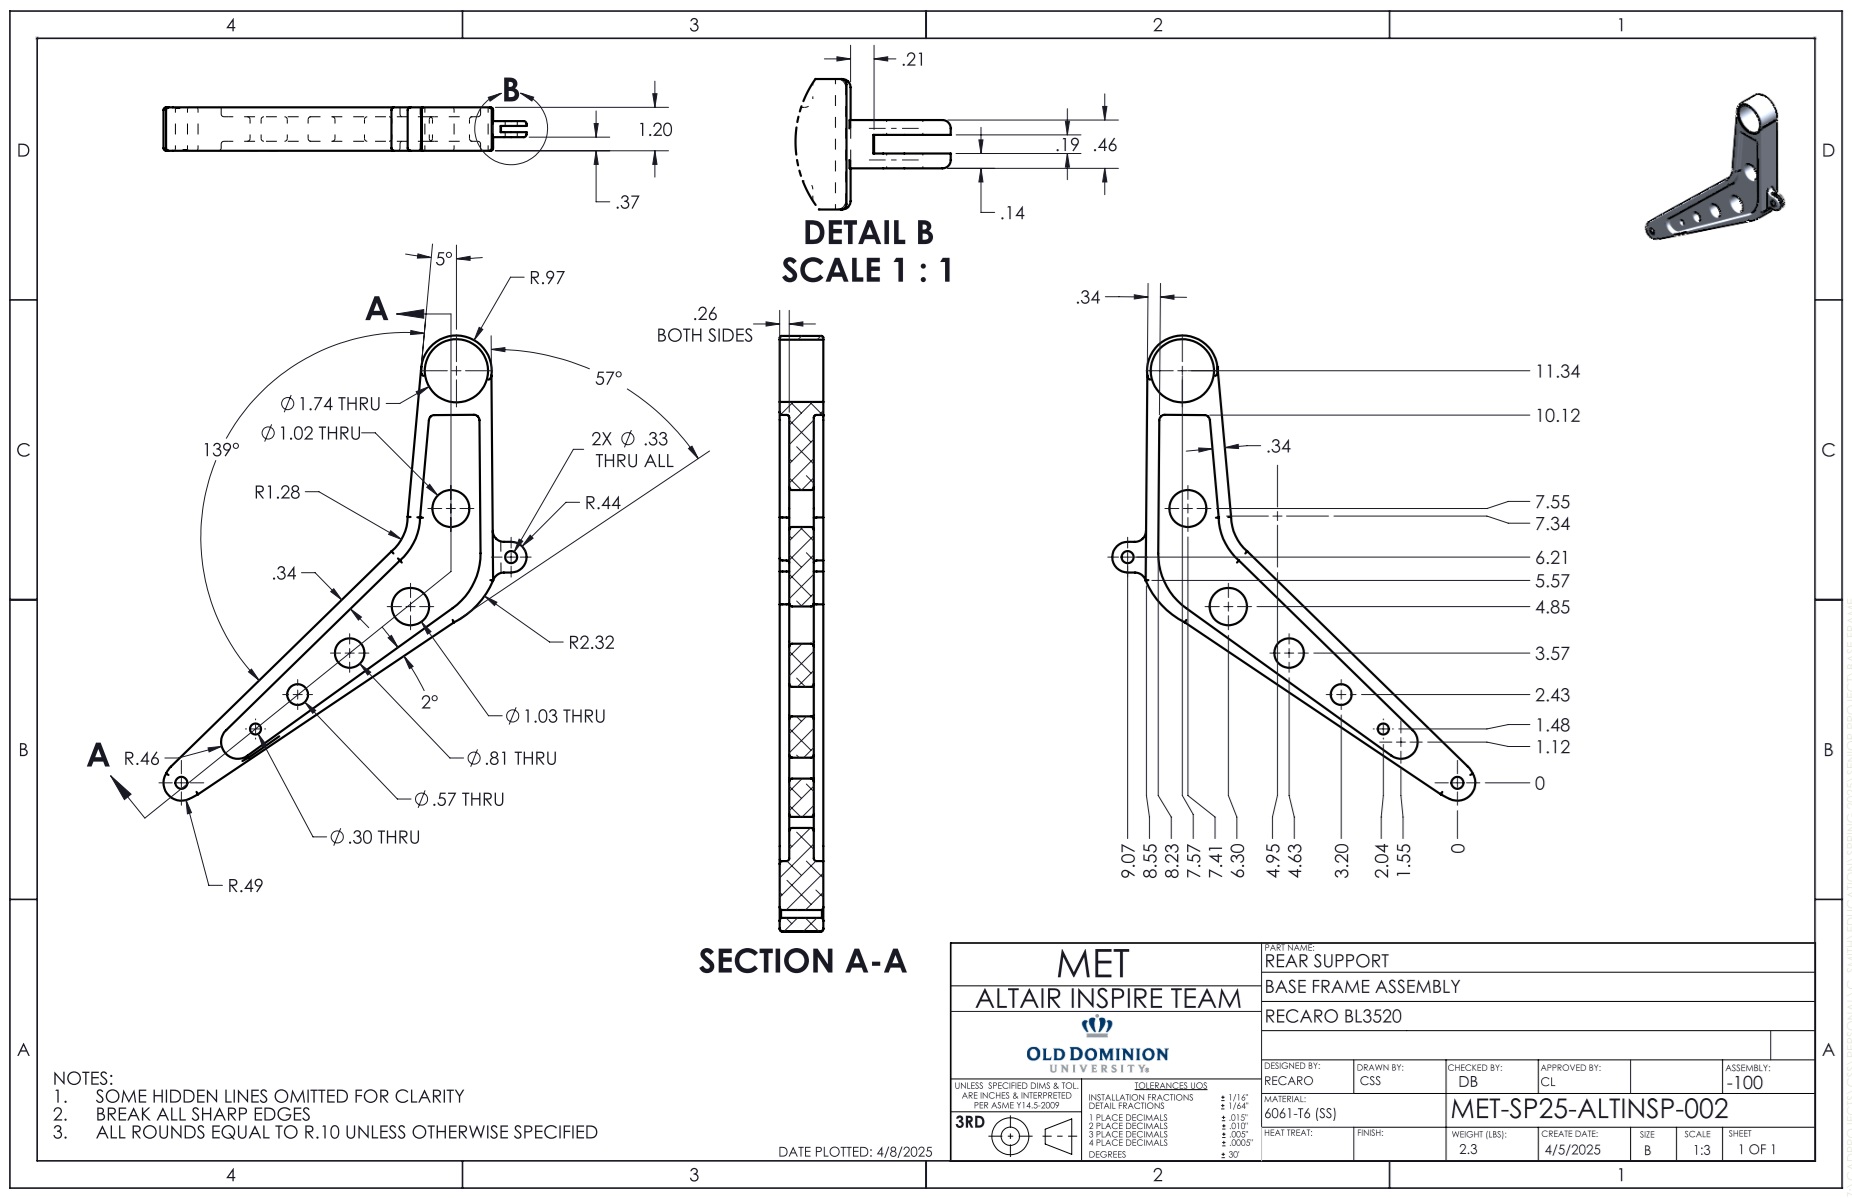 4 3 2 1
D
D
C
C
B
B
A
A
B
1.20
.37
.21
.19
.46
.14
DETAIL B
SCALE 1 : 1
5°
R.97
A
57°
Ø 1.74 THRU
Ø 1.02 THRU
139°
2X Ø .33
THRU ALL
R1.28
R.44
.34
R2.32
2°
Ø 1.03 THRU
A
R.46
Ø .81 THRU
Ø .57 THRU
Ø .30 THRU
R.49
.26
BOTH SIDES
SECTION A-A
.34
.34
11.34
10.12
7.55
7.34
6.21
5.57
4.85
3.57
2.43
1.48
1.12
0
9.07
8.55
8.23
7.57
7.41
6.30
4.95
4.63
3.20
2.04
1.55
0
NOTES:
1. SOME HIDDEN LINES OMITTED FOR CLARITY
2. BREAK ALL SHARP EDGES
3. ALL ROUNDS EQUAL TO R.10 UNLESS OTHERWISE SPECIFIED
DATE PLOTTED: 4/8/2025
MET
ALTAIR INSPIRE TEAM
OLD DOMINION
UNIVERSITY®
UNLESS SPECIFIED DIMS & TOL.
ARE INCHES & INTERPRETED
PER ASME Y14.5-2009
3RD
TOLERANCES UOS
INSTALLATION FRACTIONS ± 1/16"
DETAIL FRACTIONS ± 1/64"
1 PLACE DECIMALS ± .015"
2 PLACE DECIMALS ± .010"
3 PLACE DECIMALS ± .005"
4 PLACE DECIMALS ± .0005"
DEGREES ± 30'
PART NAME:
REAR SUPPORT
BASE FRAME ASSEMBLY
RECARO BL3520
DESIGNED BY:
RECARO
DRAWN BY:
CSS
CHECKED BY:
DB
APPROVED BY:
CL
ASSEMBLY:
-100
MATERIAL:
6061-T6 (SS)
MET-SP25-ALTINSP-002
HEAT TREAT:
FINISH:
WEIGHT (LBS):
2.3
CREATE DATE:
4/5/2025
SIZE
B
SCALE
1:3
SHEET
1 OF 1
4 3 2 1